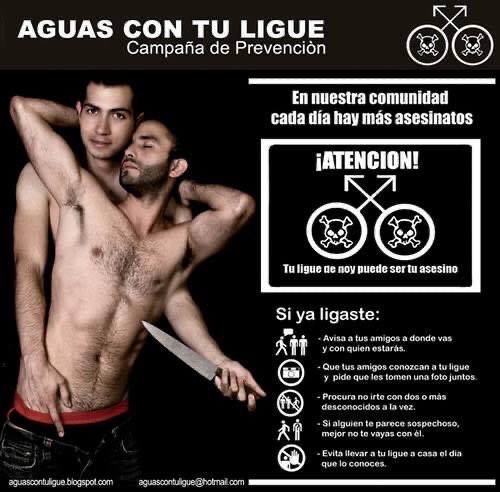 AGUAS CON TU LIGUE
Campaña de Prevenciòn
En nuestra comunidad
cada día hay más asesinatos
¡ATENCION!
Tu ligue de hoy puede ser tu asesino
Si ya ligaste:
- Avisa a tus amigos a donde vas
y con quien estarás.
- Que tus amigos conozcan a tu ligue
y pide que les tomen una foto juntos.
- Procura no irte con dos o más
desconocidos a la vez.
- Si alguien te parece sospechoso,
mejor no te vayas con él.
- Evita llevar a tu ligue a casa el día
que lo conoces.
aguascontuligue.blogspot.com aguascontuligue@hotmail.com